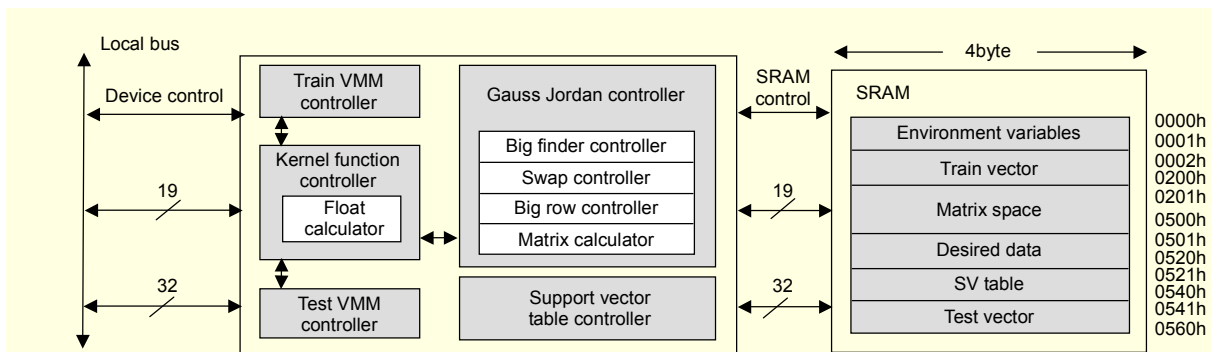 Local bus
Device control
19
32
Train VMM
controller
Kernel function
controller
Float
calculator
Test VMM
controller
Gauss Jordan controller
Big finder controller
Swap controller
Big row controller
Matrix calculator
Support vector
table controller
SRAM
control
19
32
4byte
SRAM
Environment variables
Train vector
Matrix space
Desired data
SV table
Test vector
0000h
0001h
0002h
0200h
0201h
0500h
0501h
0520h
0521h
0540h
0541h
0560h